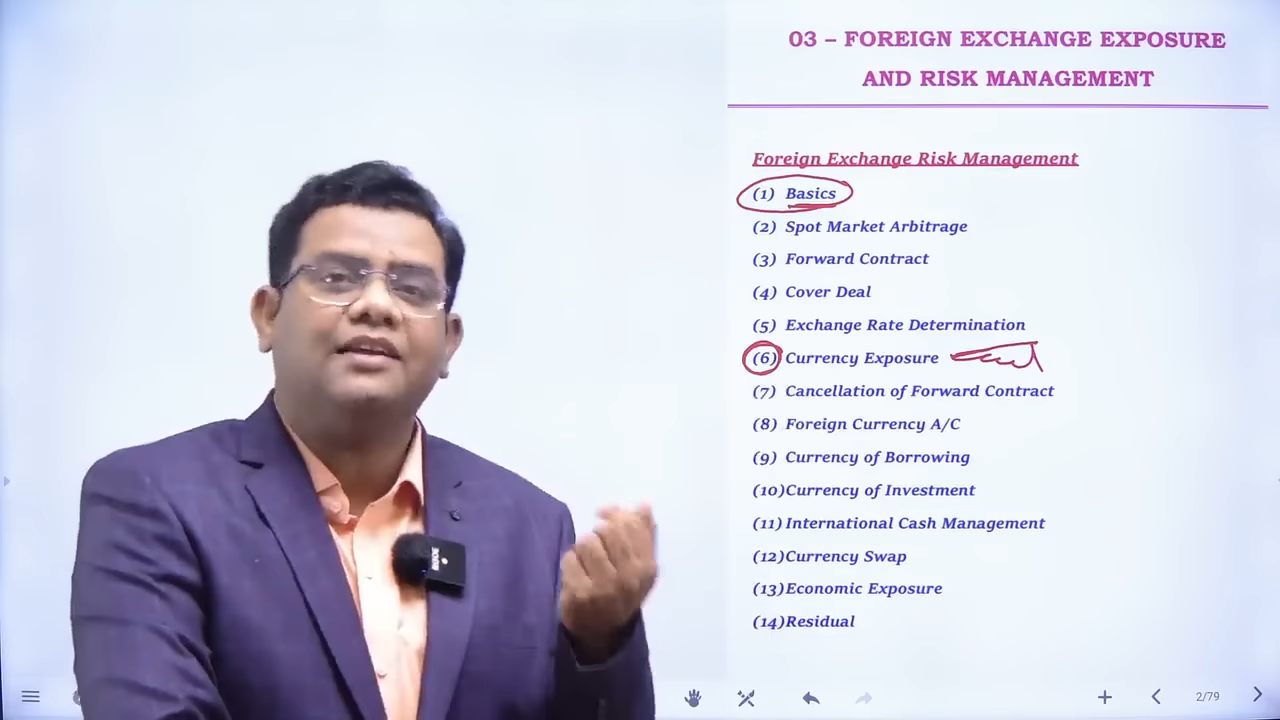 03 – FOREIGN EXCHANGE EXPOSURE
AND RISK MANAGEMENT
Foreign Exchange Risk Management
(1) Basics
(2) Spot Market Arbitrage
(3) Forward Contract
(4) Cover Deal
(5) Exchange Rate Determination
(6) Currency Exposure
(7) Cancellation of Forward Contract
(8) Foreign Currency A/C
(9) Currency of Borrowing
(10)Currency of Investment
(11) International Cash Management
(12)Currency Swap
(13)Economic Exposure
(14)Residual
2/79